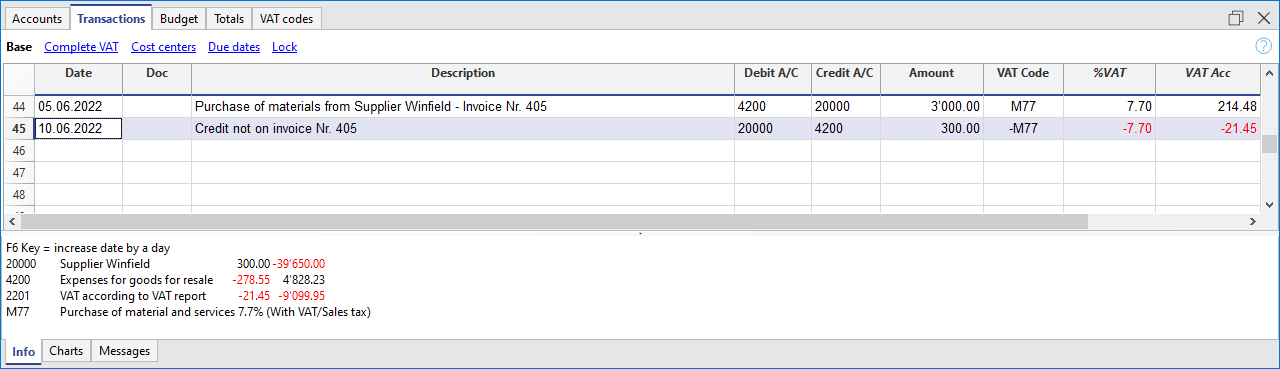 Accounts Transactions Budget Totals VAT codes
Base Complete VAT Cost centers Due dates Lock ?
Date Doc Description Debit A/C Credit A/C Amount VAT Code %VAT VAT Acc
44 05.06.2022 Purchase of materials from Supplier Winfield - Invoice Nr. 405 4200 20000 3'000.00 M77 7.70 214.48
45 10.06.2022 Credit not on invoice Nr. 405 20000 4200 300.00 -M77 -7.70 -21.45
46
47
48
F6 Key = increase date by a day
20000 Supplier Winfield 300.00 -39'650.00
4200 Expenses for goods for resale -278.55 4'828.23
2201 VAT according to VAT report -21.45 -9'099.95
M77 Purchase of material and services 7.7% (With VAT/Sales tax)
Info Charts Messages